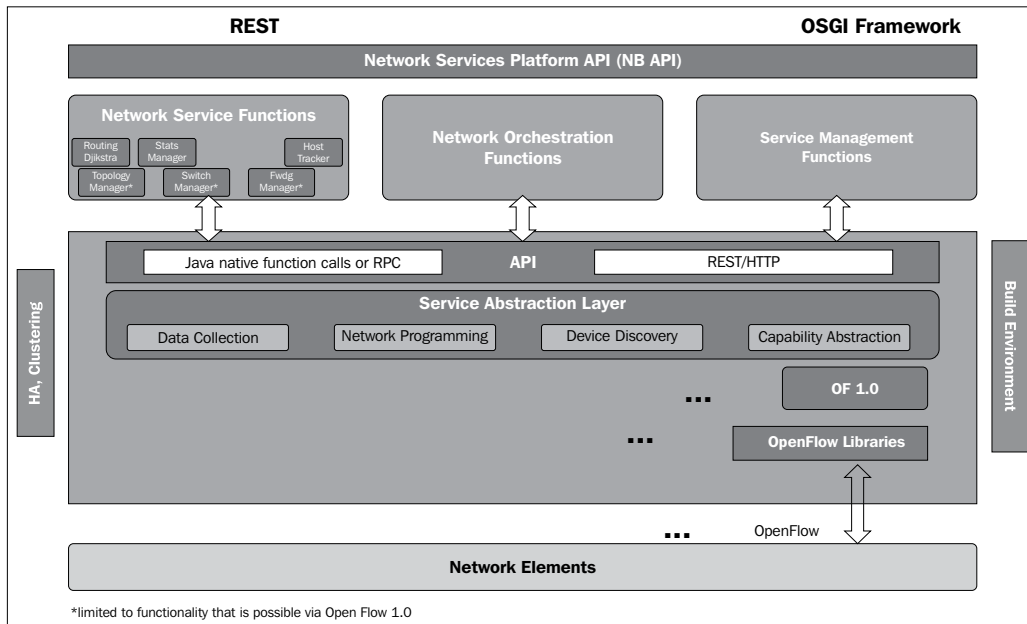 REST
OSGI Framework
Network Services Platform API (NB API)
Network Service Functions
Routing
Djikstra
Stats
Manager
Host
Tracker
Topology
Manager*
Switch
Manager*
Fwdg
Manager*
Network Orchestration
Functions
Service Management
Functions
HA, Clustering
Java native function calls or RPC
API
REST/HTTP
Service Abstraction Layer
Data Collection
Network Programming
Device Discovery
Capability Abstraction
...
OF 1.0
...
OpenFlow Libraries
Build Environment
...
OpenFlow
Network Elements
*limited to functionality that is possible via Open Flow 1.0